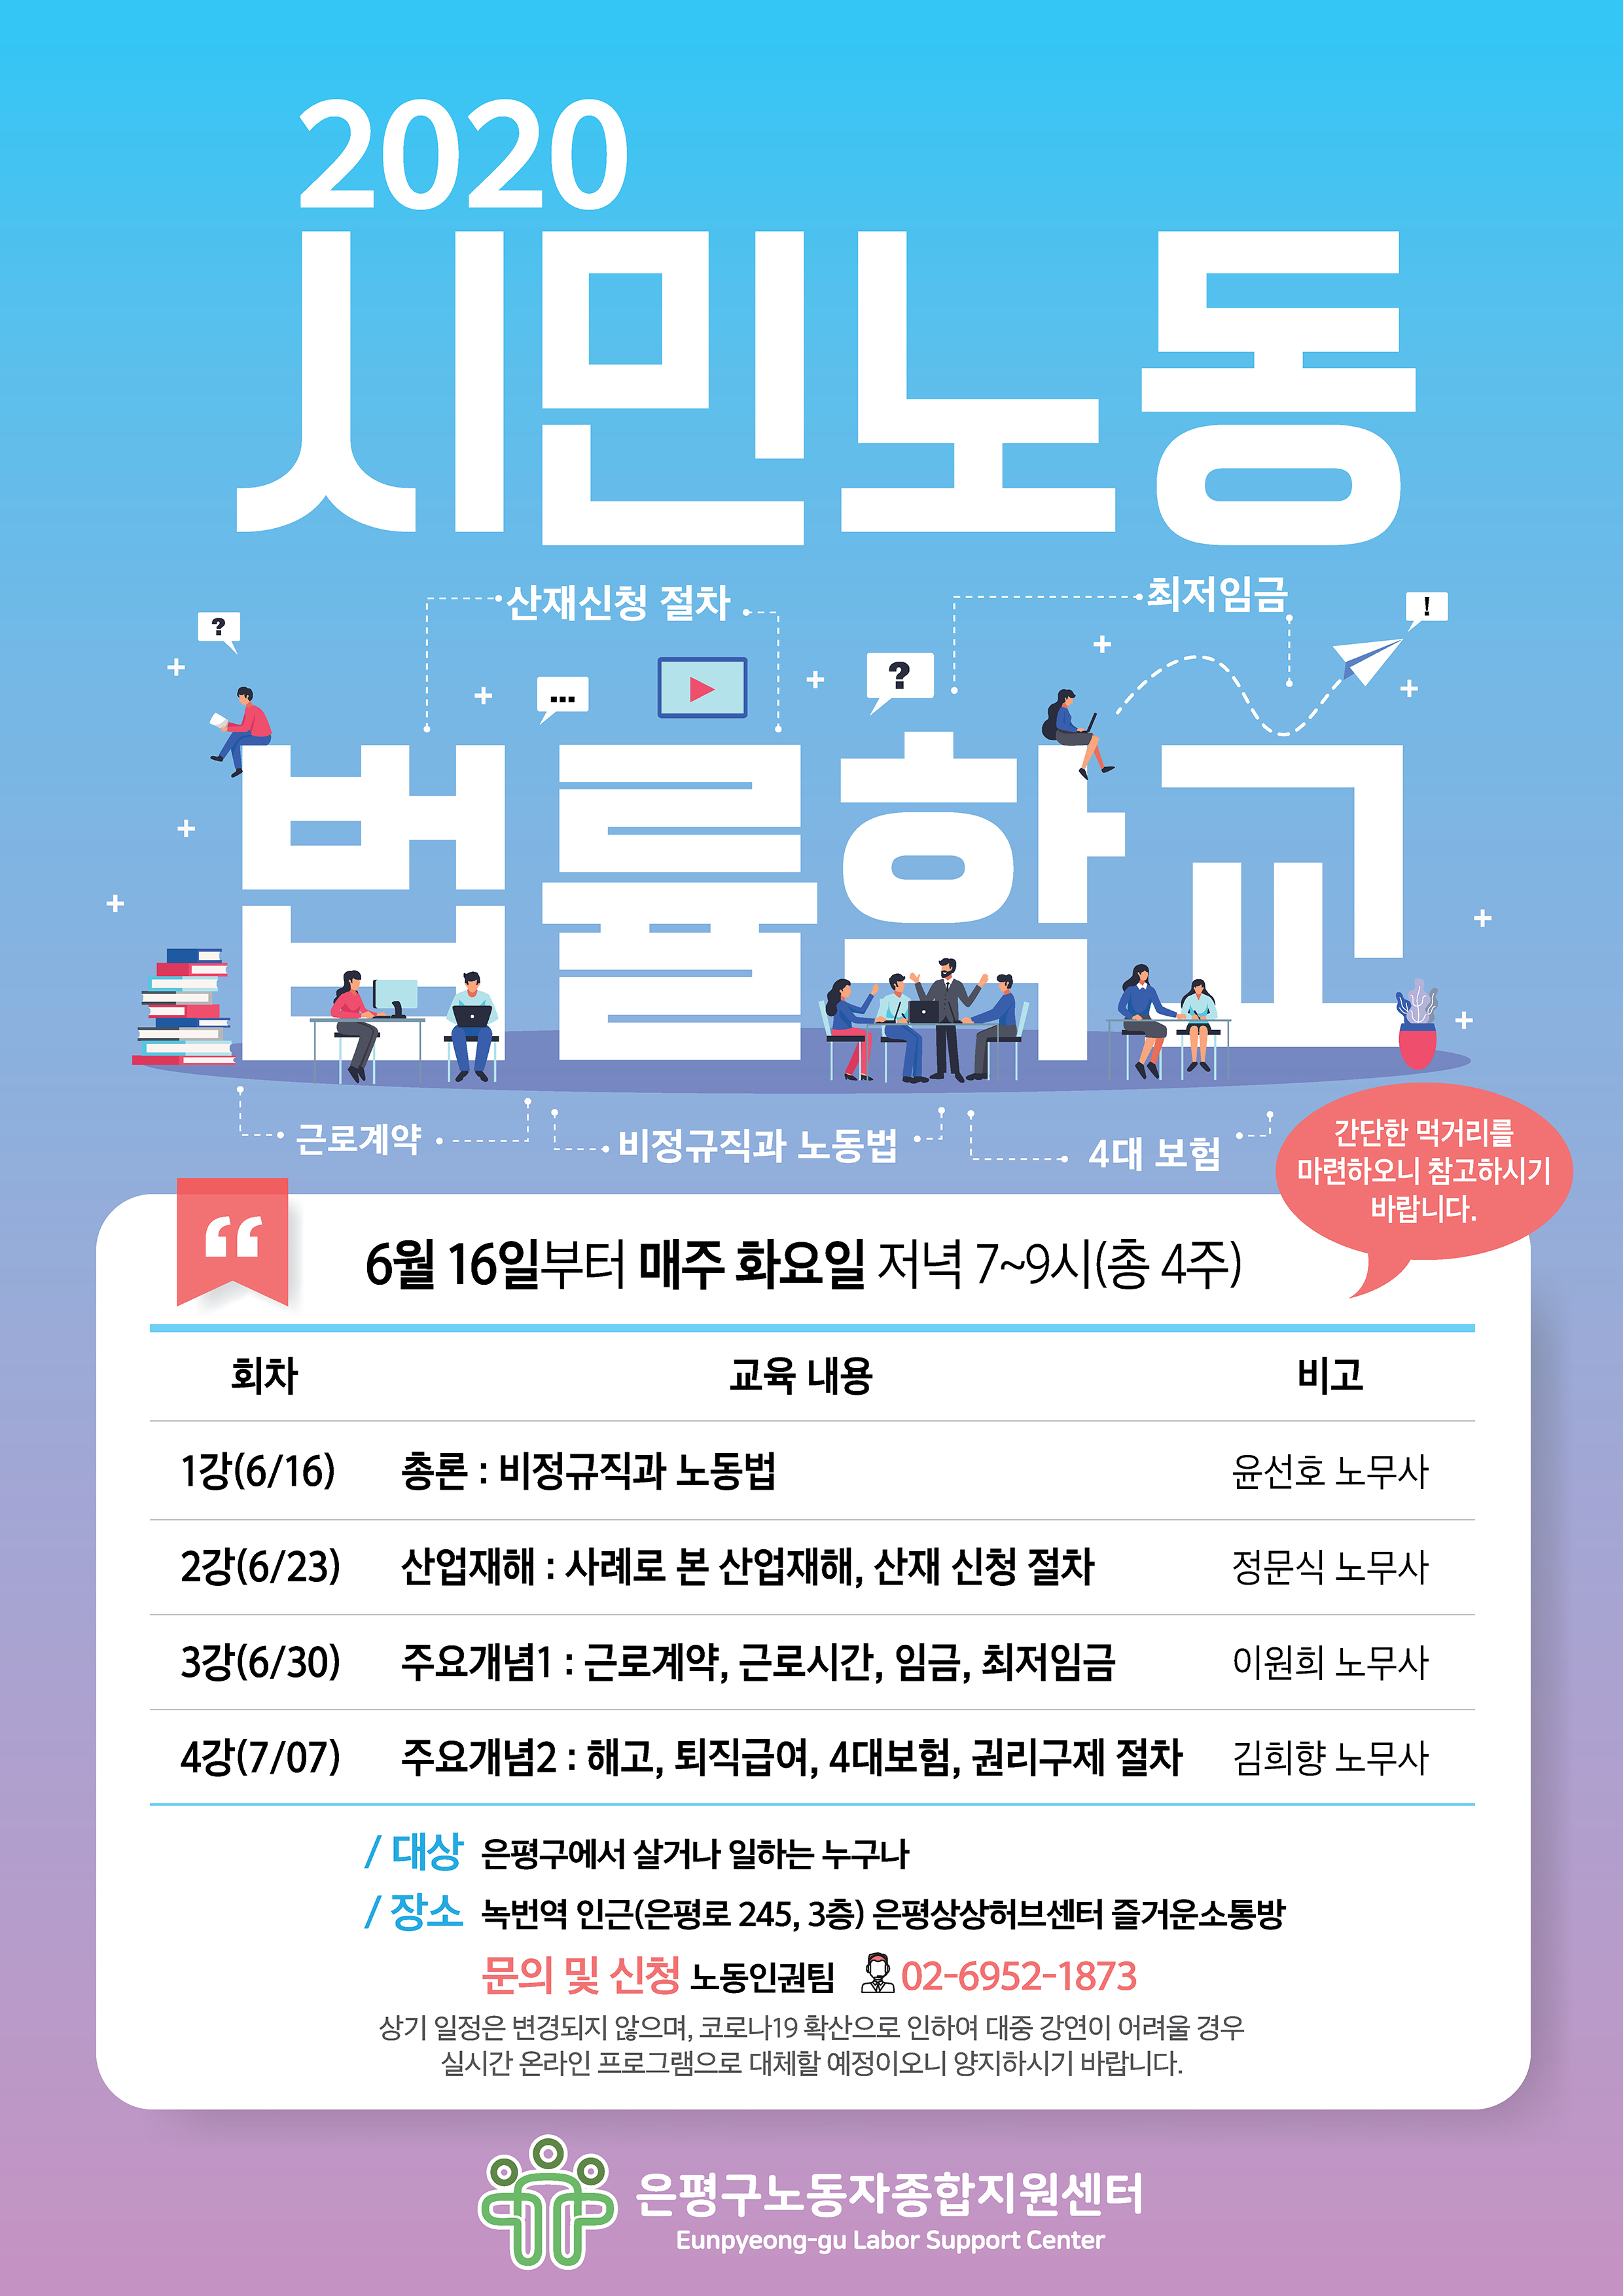 2020
시민노동
산재신청 절차
최저임금
?
!
...
?
법률학교
근로계약
비정규직과 노동법
4대 보험
간단한 먹거리를
마련하오니 참고하시기
바랍니다.
“
6월 16일부터 매주 화요일 저녁 7~9시(총 4주)
회차 교육 내용 비고
1강(6/16) 총론 : 비정규직과 노동법 윤선호 노무사
2강(6/23) 산업재해 : 사례로 본 산업재해, 산재 신청 절차 정문식 노무사
3강(6/30) 주요개념1 : 근로계약, 근로시간, 임금, 최저임금 이원희 노무사
4강(7/07) 주요개념2 : 해고, 퇴직급여, 4대보험, 권리구제 절차 김희향 노무사
/ 대상 은평구에서 살거나 일하는 누구나
/ 장소 녹번역 인근(은평로 245, 3층) 은평상상허브센터 즐거운소통방
문의 및 신청 노동인권팀 02-6952-1873
상기 일정은 변경되지 않으며, 코로나19 확산으로 인하여 대중 강연이 어려울 경우
실시간 온라인 프로그램으로 대체할 예정이오니 양지하시기 바랍니다.
은평구노동자종합지원센터
Eunpyeong-gu Labor Support Center